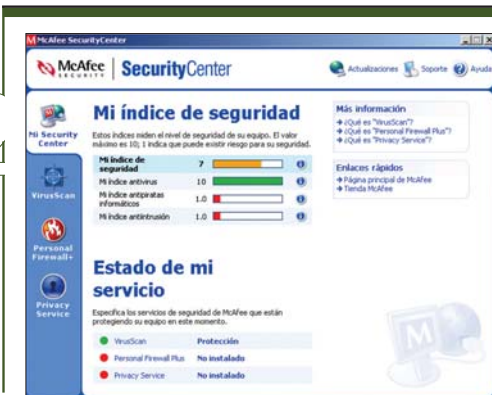 McAfee SecurityCenter
McAfee SECURITY SecurityCenter
Actualizaciones Soporte Ayuda
Mi Security Center
VirusScan
Personal Firewall+
Privacy Service
Mi índice de seguridad
Estos índices miden el nivel de seguridad de su equipo. El valor
máximo es 10; 1 indica que puede existir riesgo para su seguridad.
Mi índice de seguridad 7
Mi índice antivirus 10
Mi índice antipiratas informáticos 1.0
Mi índice antiintrusión 1.0
Estado de mi
servicio
Especifica los servicios de seguridad de McAfee que están
protegiendo su equipo en este momento.
VirusScan Protección
Personal Firewall Plus No instalado
Privacy Service No instalado
Más información
¿Qué es "VirusScan"?
¿Qué es "Personal Firewall Plus"?
¿Qué es "Privacy Service"?
Enlaces rápidos
Página principal de McAfee
Tienda McAfee